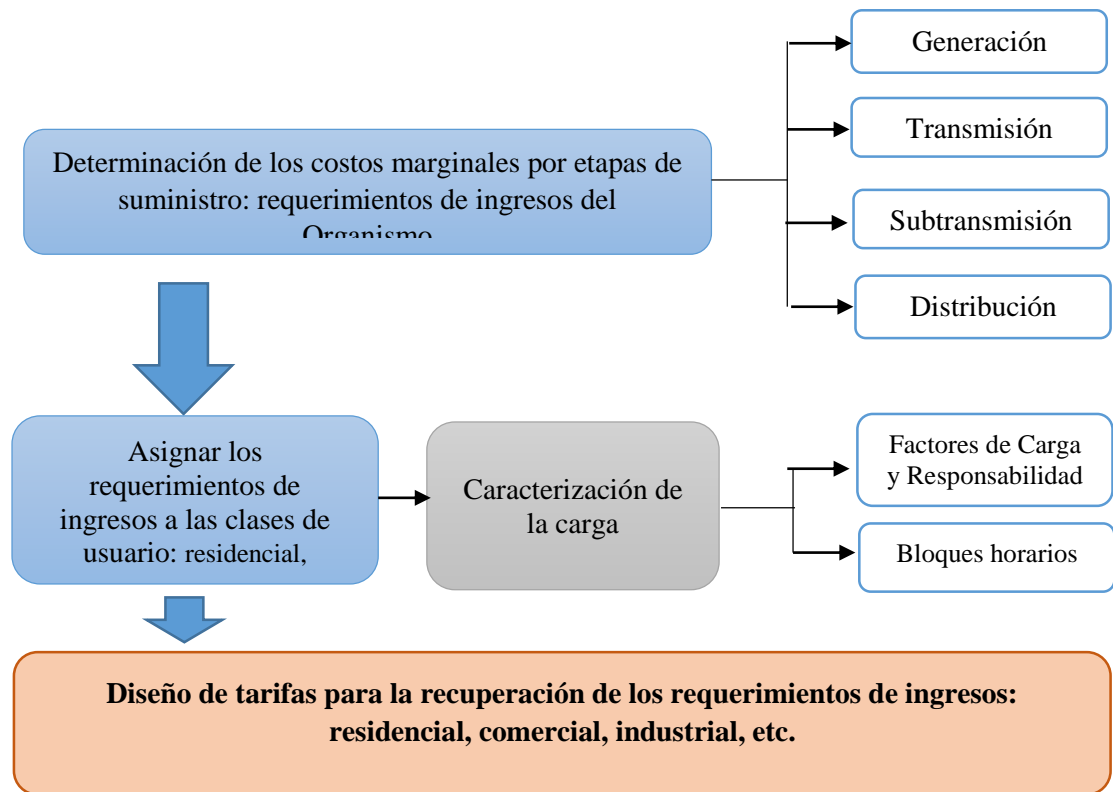 Generación
Transmisión
Determinación de los costos marginales por etapas de
suministro: requerimientos de ingresos del
Organismo
Subtransmisión
Distribución
Asignar los
requerimientos de
ingresos a las clases de
usuario: residencial,
Caracterización de
la carga
Factores de Carga
y Responsabilidad
Bloques horarios
Diseño de tarifas para la recuperación de los requerimientos de ingresos:
residencial, comercial, industrial, etc.